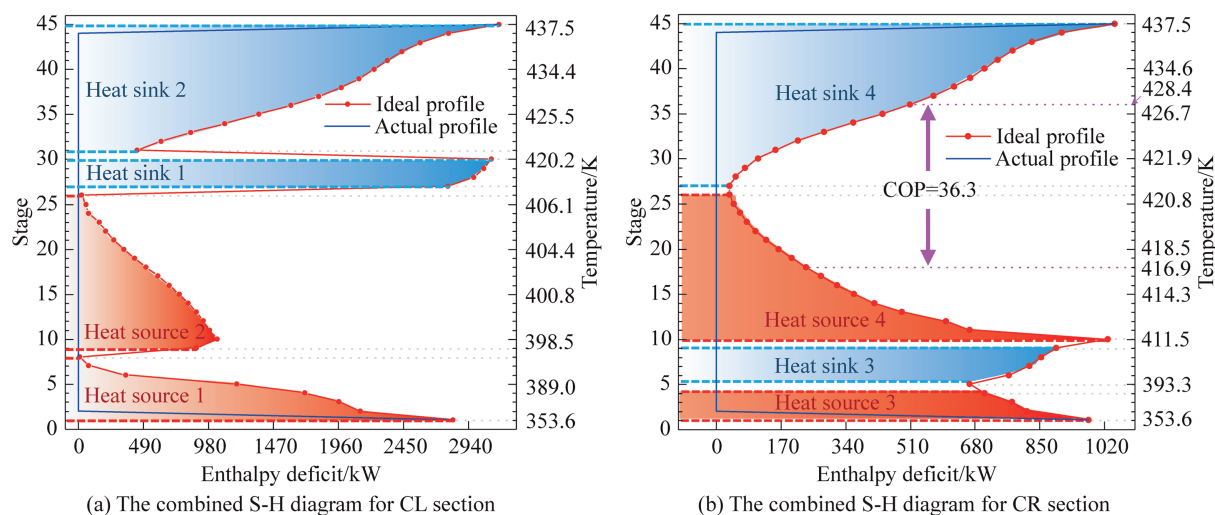 45
40
35
30
25
20
15
10
5
0
Stage
Heat sink 2
Ideal profile
Actual profile
Heat sink 1
Heat source 2
Heat source 1
437.5
434.4
425.5
420.2
406.1
404.4
400.8
398.5
389.0
353.6
Temperature/K
0 490 980 1470 1960 2450 2940
Enthalpy deficit/kW
(a) The combined S-H diagram for CL section
45
40
35
30
25
20
15
10
5
0
Stage
Heat sink 4
Ideal profile
Actual profile
COP=36.3
Heat source 4
Heat sink 3
Heat source 3
437.5
434.6
428.4
426.7
421.9
420.8
418.5
416.9
414.3
411.5
393.3
353.6
Temperature/K
0 170 340 510 680 850 1020
Enthalpy deficit/kW
(b) The combined S-H diagram for CR section